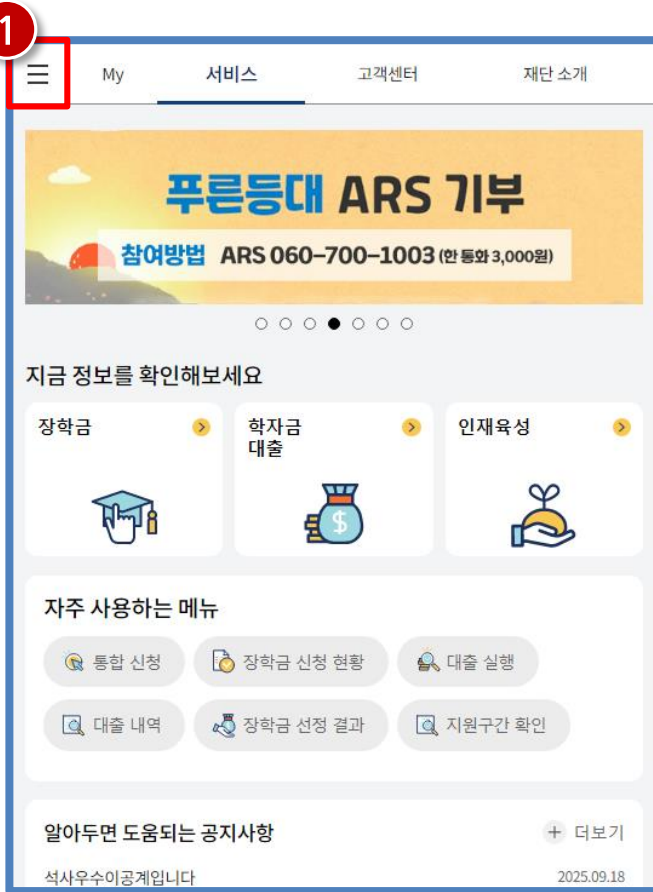 1
My 서비스 고객센터 재단 소개
푸른등대 ARS 기부
참여방법 ARS 060-700-1003 (한 통화 3,000원)
지금 정보를 확인해보세요
장학금
학자금
대출
인재육성
자주 사용하는 메뉴
통합 신청 장학금 신청 현황 대출 실행
대출 내역 장학금 선정 결과 지원구간 확인
알아두면 도움되는 공지사항 + 더보기
석사우수이공계입니다 2025.09.18